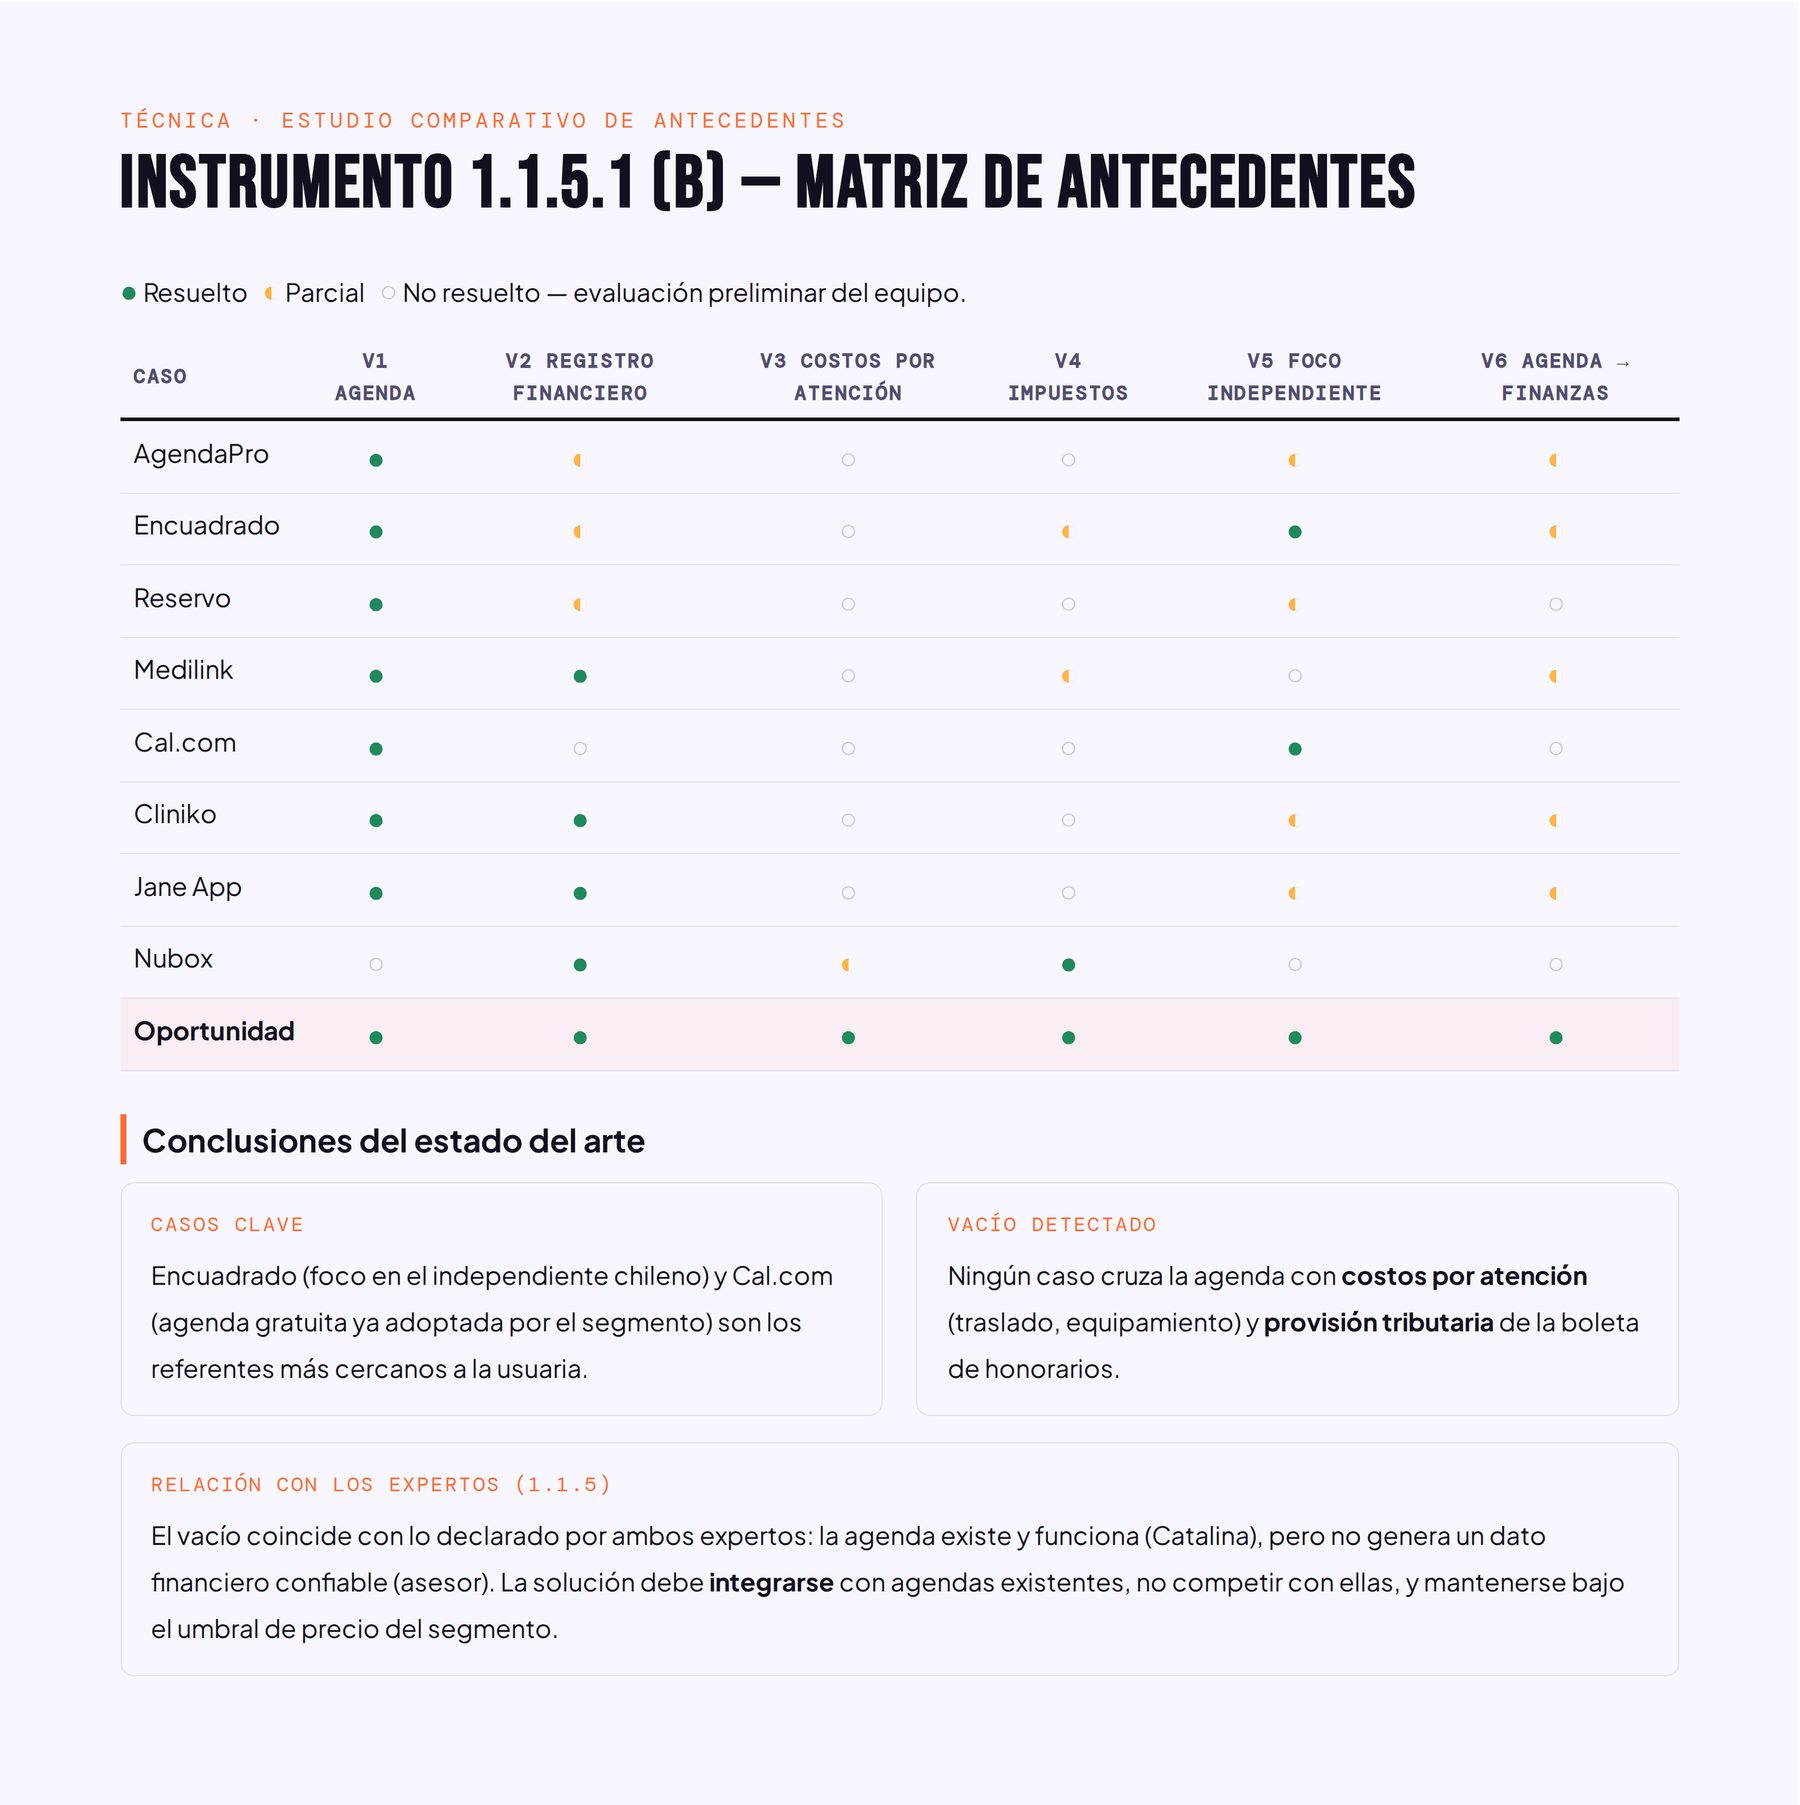 TÉCNICA · ESTUDIO COMPARATIVO DE ANTECEDENTES
INSTRUMENTO 1.1.5.1 (B) — MATRIZ DE ANTECEDENTES
● Resuelto ◖ Parcial ○ No resuelto — evaluación preliminar del equipo.
CASO V1 AGENDA V2 REGISTRO FINANCIERO V3 COSTOS POR ATENCIÓN V4 IMPUESTOS V5 FOCO INDEPENDIENTE V6 AGENDA → FINANZAS
AgendaPro ● ◖ ○ ○ ◖ ◖
Encuadrado ● ◖ ○ ◖ ● ◖
Reservo ● ◖ ○ ○ ◖ ○
Medilink ● ● ○ ◖ ○ ◖
Cal.com ● ○ ○ ○ ● ○
Cliniko ● ● ○ ○ ◖ ◖
Jane App ● ● ○ ○ ◖ ◖
Nubox ○ ● ◖ ● ○ ○
Oportunidad ● ● ● ● ● ●
Conclusiones del estado del arte
CASOS CLAVE
Encuadrado (foco en el independiente chileno) y Cal.com
(agenda gratuita ya adoptada por el segmento) son los
referentes más cercanos a la usuaria.
VACÍO DETECTADO
Ningún caso cruza la agenda con costos por atención
(traslado, equipamiento) y provisión tributaria de la boleta
de honorarios.
RELACIÓN CON LOS EXPERTOS (1.1.5)
El vacío coincide con lo declarado por ambos expertos: la agenda existe y funciona (Catalina), pero no genera un dato
financiero confiable (asesor). La solución debe integrarse con agendas existentes, no competir con ellas, y mantenerse bajo
el umbral de precio del segmento.